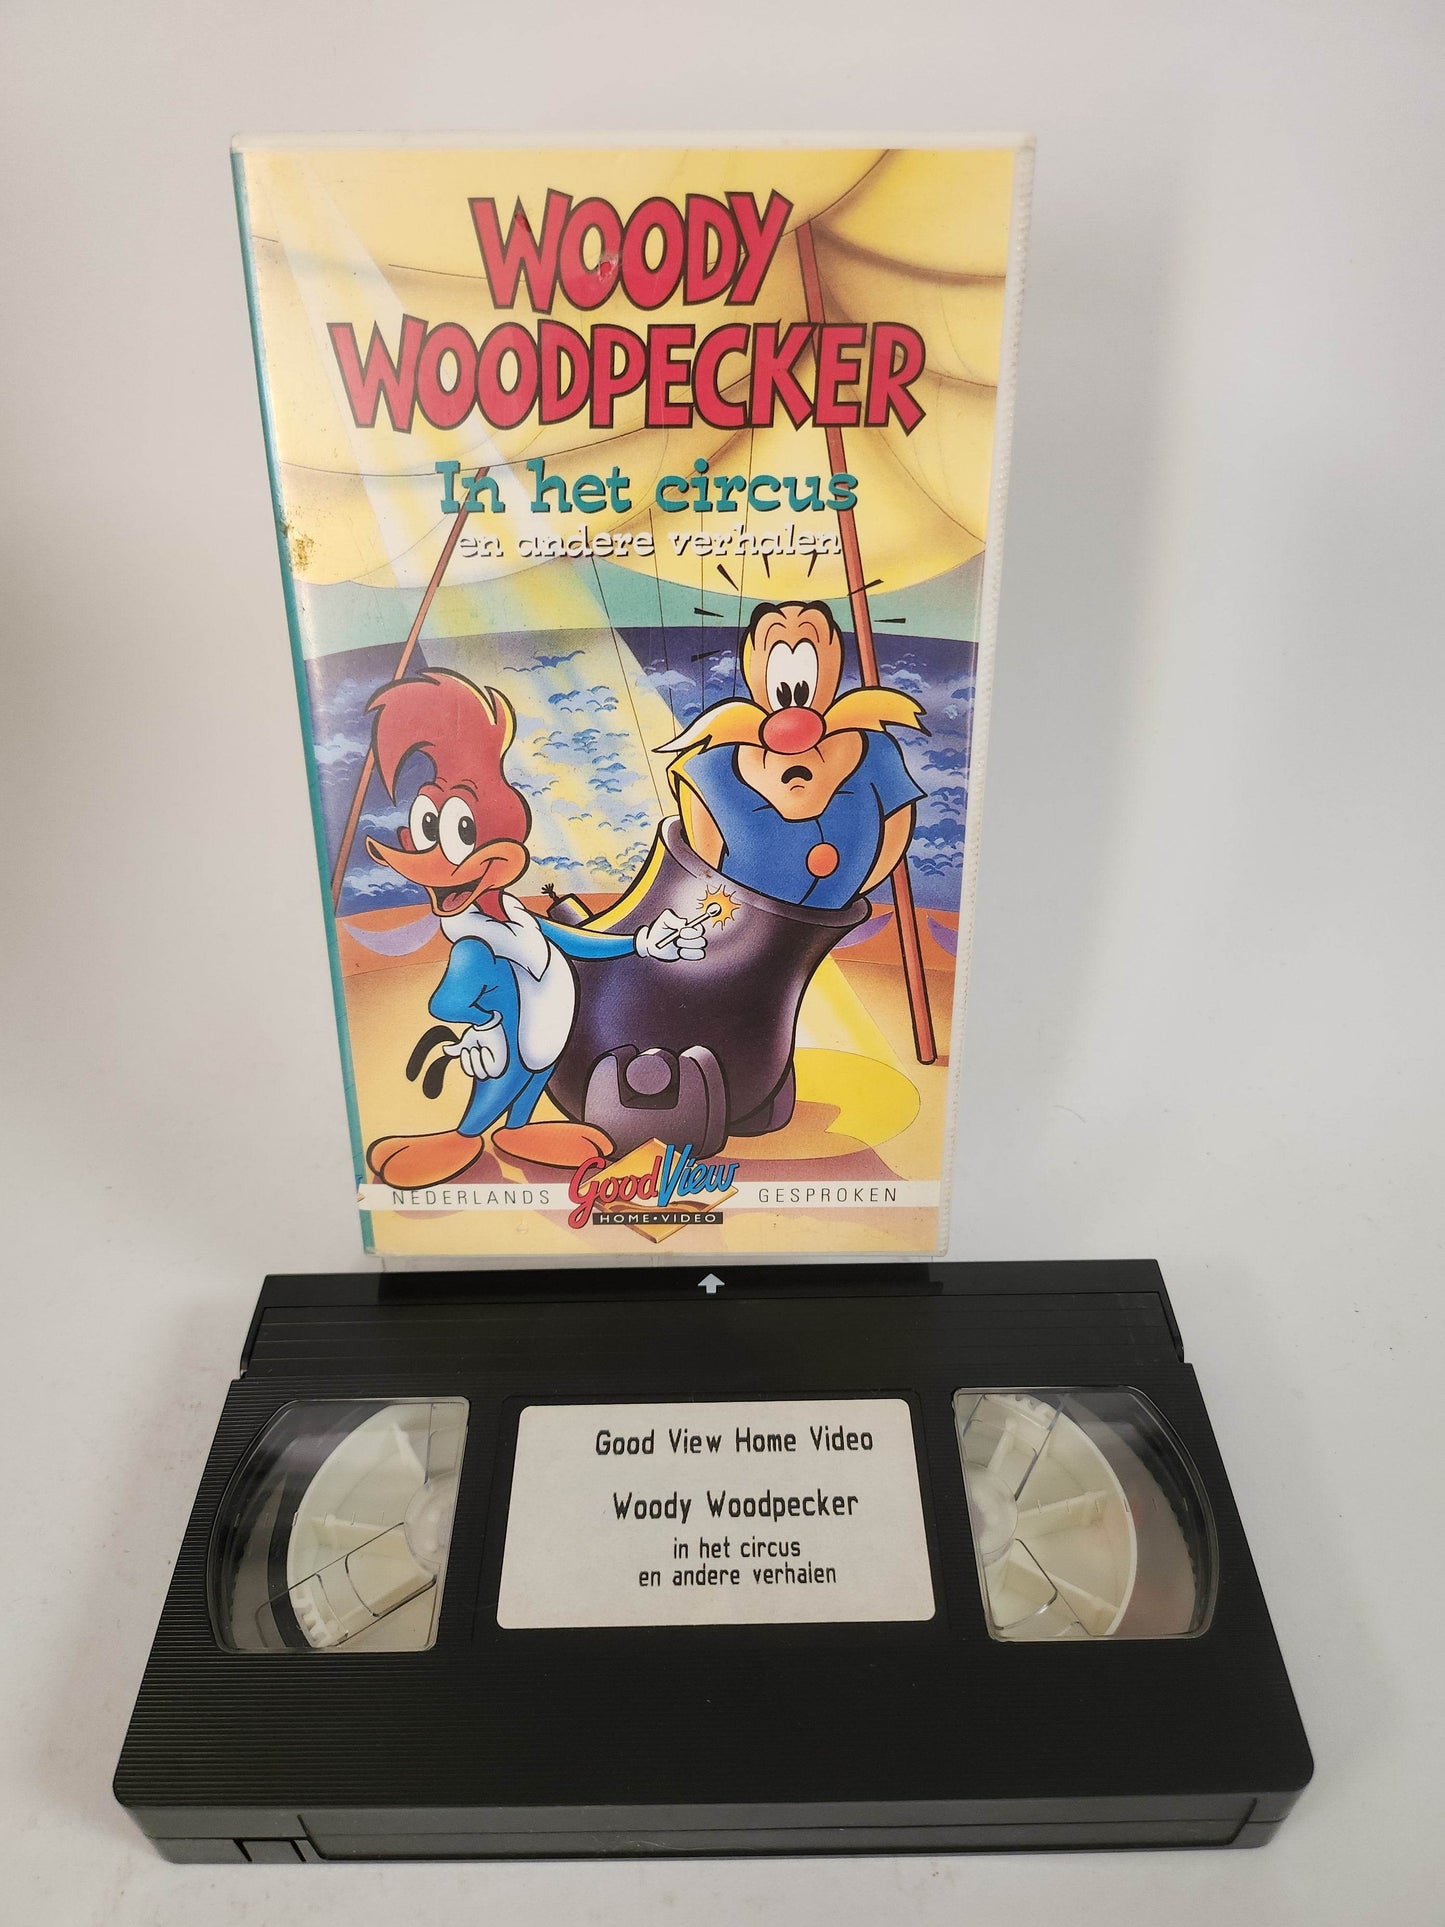 WOODY
WOODPECKER
In het circus
en andere verhalen
NEDERLANDS GoodView GESPROKEN
HOME•VIDEO
Good View Home Video
Woody Woodpecker
in het circus
en andere verhalen